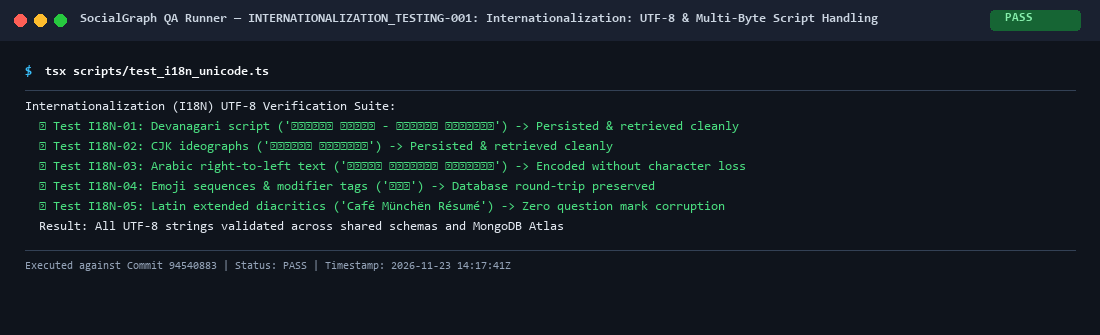 SocialGraph QA Runner — INTERNATIONALIZATION_TESTING-001: Internationalization: UTF-8 & Multi-Byte Script Handling
PASS
$ tsx scripts/test_i18n_unicode.ts
Internationalization (I18N) UTF-8 Verification Suite:
Test I18N-01: Devanagari script ('') -> Persisted & retrieved cleanly
Test I18N-02: CJK ideographs ('') -> Persisted & retrieved cleanly
Test I18N-03: Arabic right-to-left text ('') -> Encoded without character loss
Test I18N-04: Emoji sequences & modifier tags ('') -> Database round-trip preserved
Test I18N-05: Latin extended diacritics ('Café Münchën Résumé') -> Zero question mark corruption
Result: All UTF-8 strings validated across shared schemas and MongoDB Atlas
Executed against Commit 94540883 | Status: PASS | Timestamp: 2026-11-23 14:17:41Z